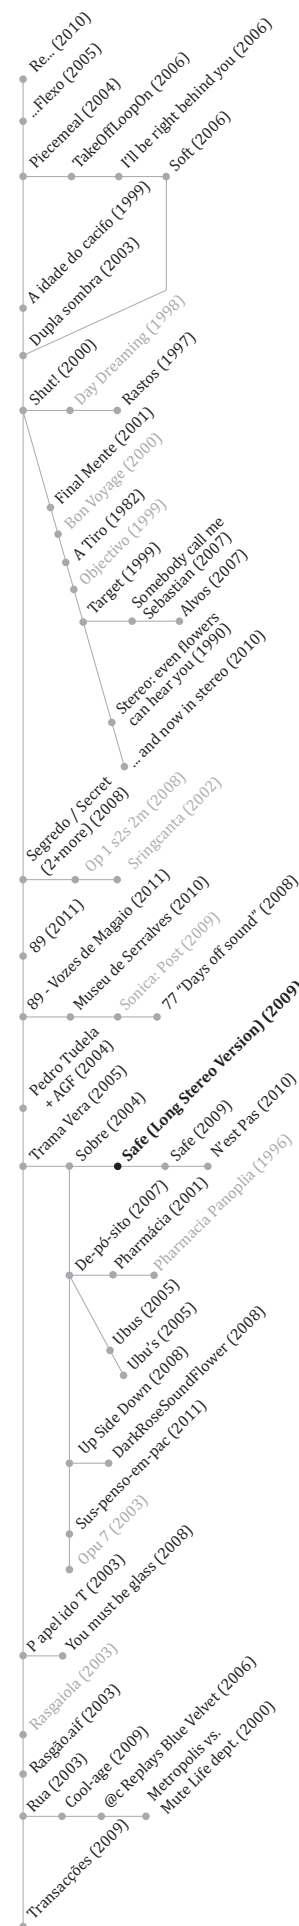 Re... (2010)
...Flexo (2005)
Piecemeal (2004)
TakeOffLoopOn (2006)
I'll be right behind you (2006)
Soft (2006)
A idade do cacifo (1999)
Dupla sombra (2003)
Shut! (2000)
Day Dreaming (1998)
Rastos (1997)
Final Mente (2001)
Bon Voyage (2000)
A Tiro (1982)
Objectivo (1999)
Target (1999)
Somebody call me
Sebastian (2007)
Alvos (2007)
Stereo: even flowers
can hear you (1990)
... and now in stereo (2010)
Segredo / Secret
(2+more) (2008)
Op 1 s2s 2m (2008)
Sringcanta (2002)
89 (2011)
89 - Vozes de Magaio (2011)
Museu de Serralves (2010)
Sonica: Post (2009)
77 “Days off sound” (2008)
Pedro Tudela
+ AGF (2004)
Trama Vera (2005)
Sobre (2004)
Safe (Long Stereo Version) (2009)
Safe (2009)
N'est Pas (2010)
De-pó-sito (2007)
Pharmácia (2001)
Pharmacia Panoplia (1996)
Ubus (2005)
Ubu's (2005)
Up Side Down (2008)
DarkRoseSoundFlower (2008)
Sus-penso-em-pac (2011)
Opu 7 (2003)
P apel ido T (2003)
You must be glass (2008)
Rasgaiola (2003)
Rasgão.aif (2003)
Rua (2003)
Cool-age (2009)
@c Replays Blue Velvet (2006)
Metropolis vs.
Mute Life dept. (2000)
Transacções (2009)